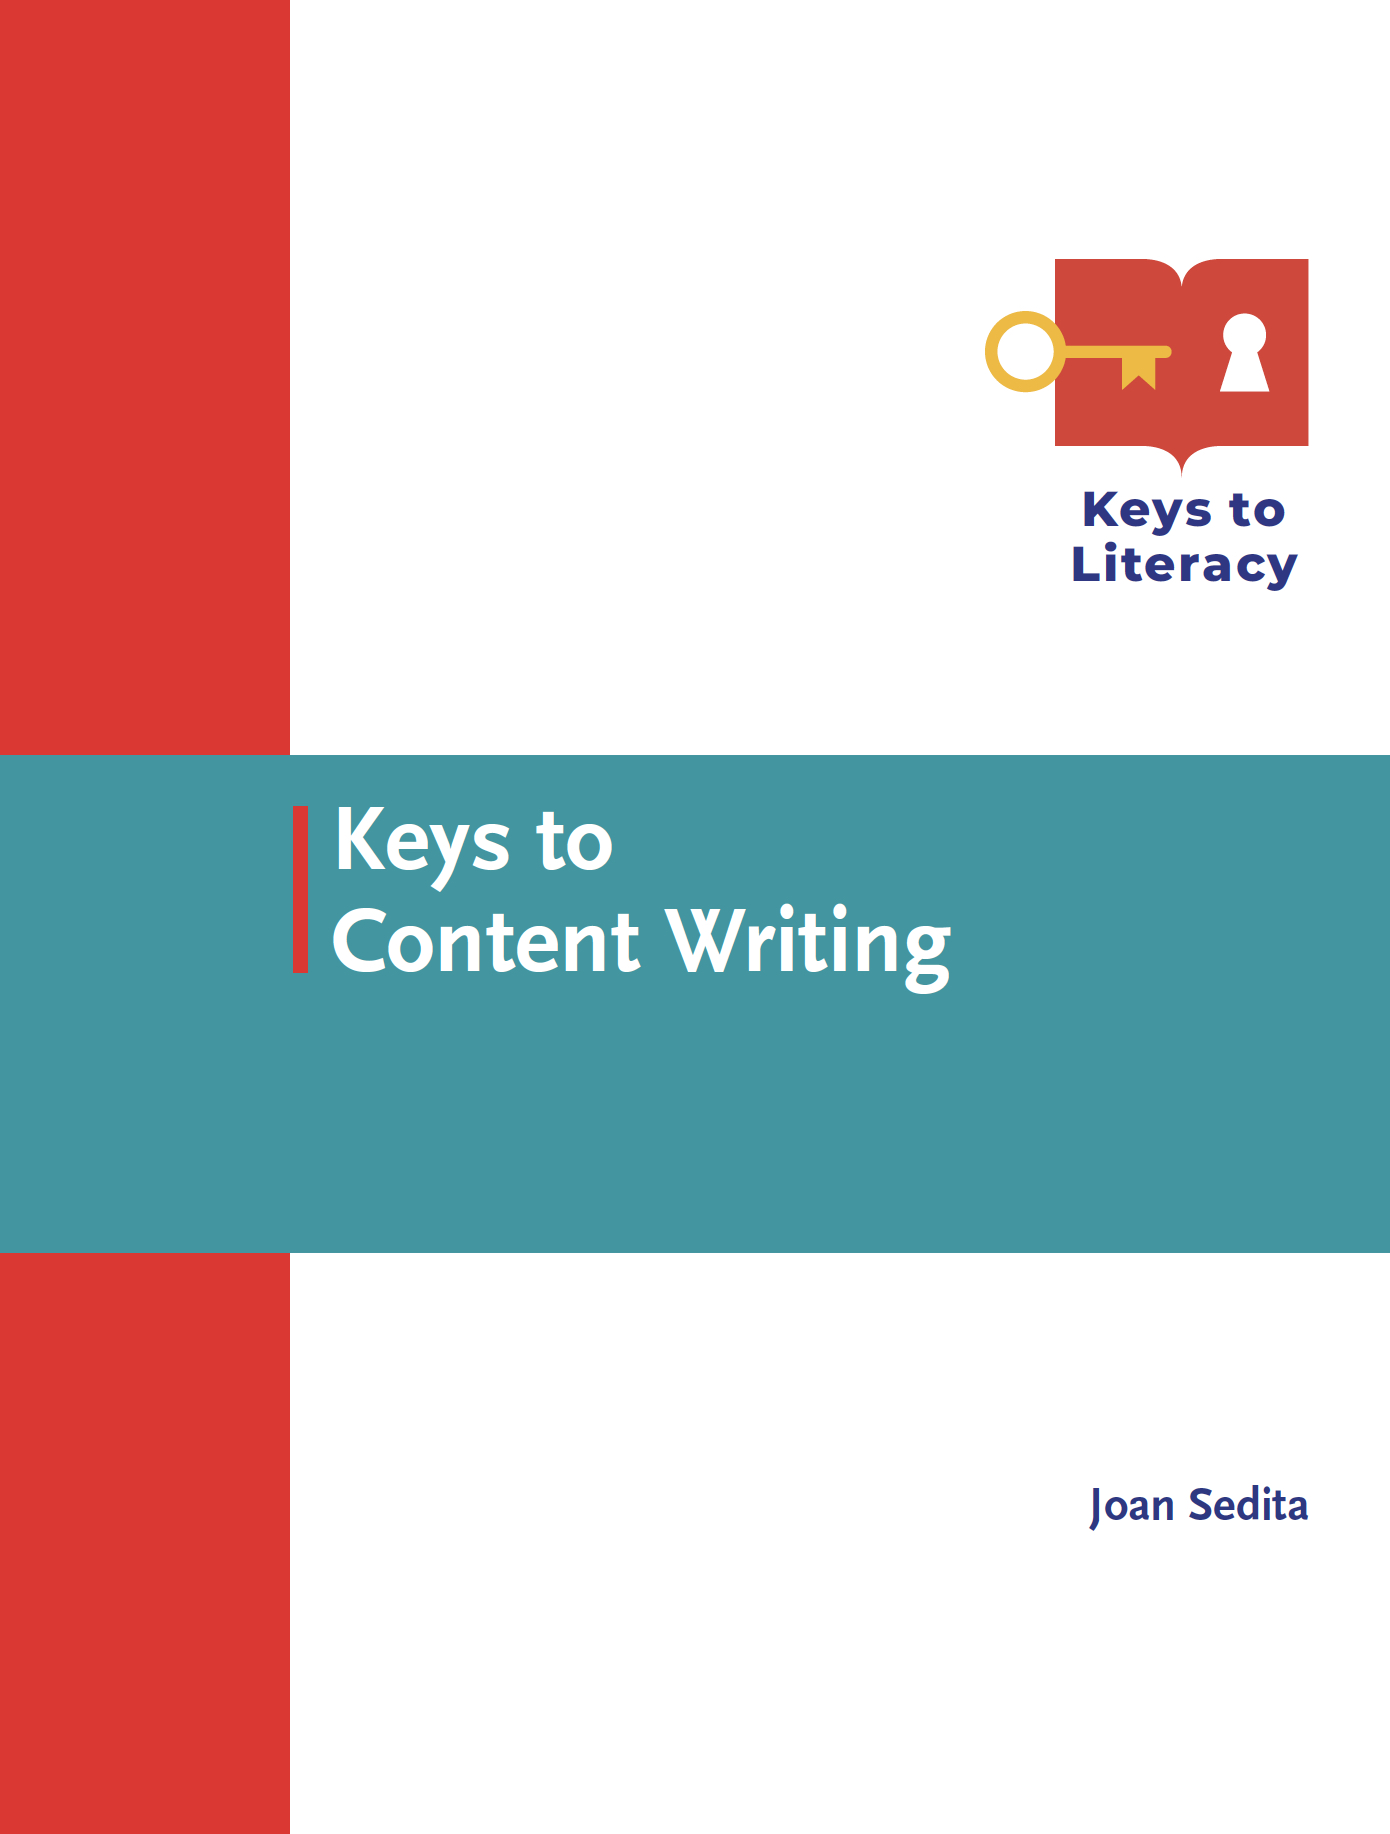 Keys to
Literacy
Keys to
Content Writing
Joan Sedita